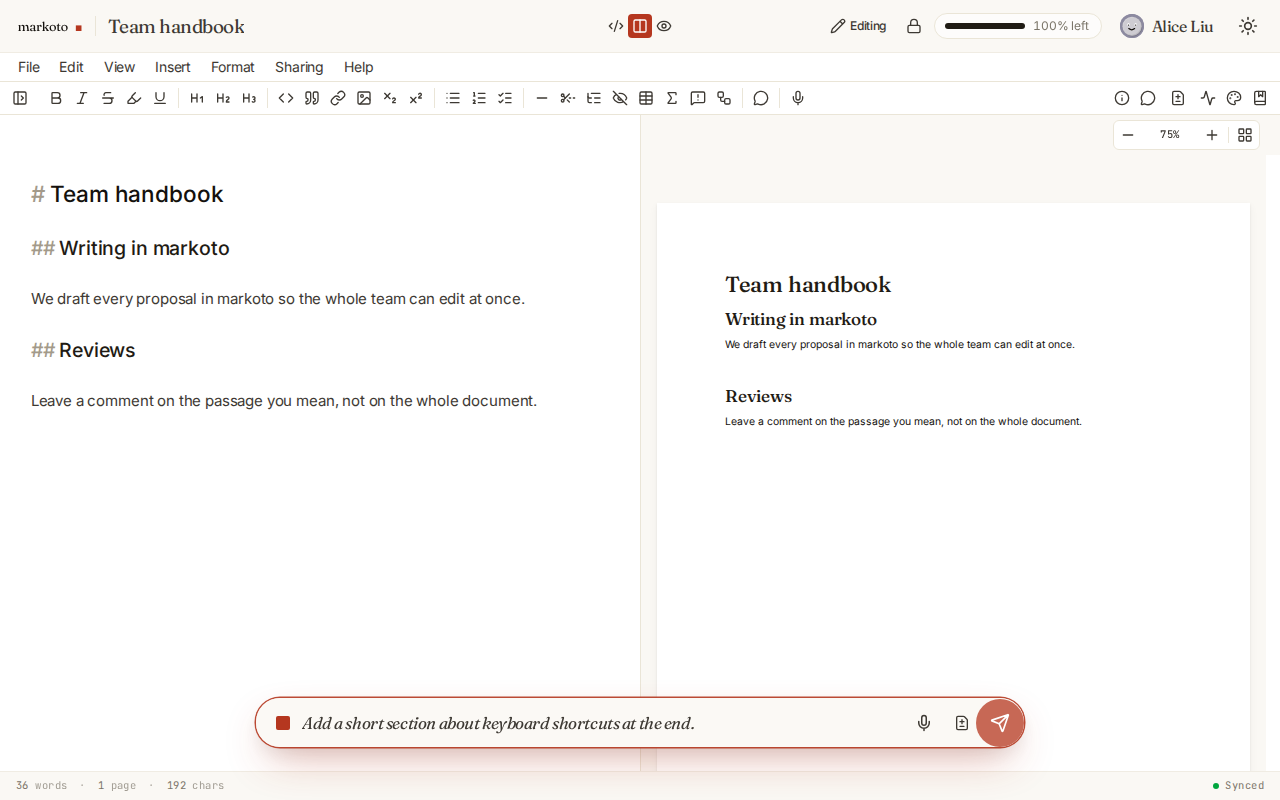 markoto
Team handbook
Editing
100% left
Alice Liu
File Edit View Insert Format Sharing Help
H1 H2 H3
75%
# Team handbook
## Writing in markoto
We draft every proposal in markoto so the whole team can edit at once.
## Reviews
Leave a comment on the passage you mean, not on the whole document.
Team handbook
Writing in markoto
We draft every proposal in markoto so the whole team can edit at once.
Reviews
Leave a comment on the passage you mean, not on the whole document.
Add a short section about keyboard shortcuts at the end.
36 words · 1 page · 192 chars
Synced